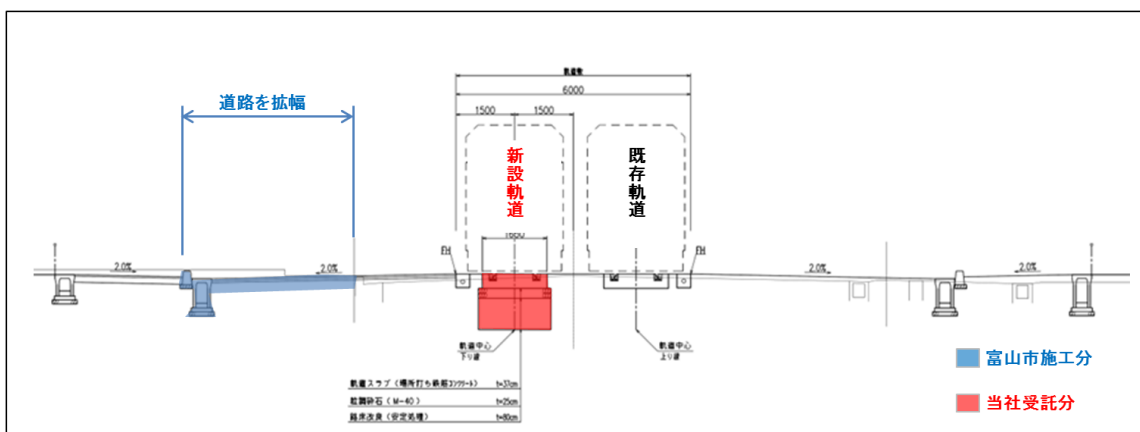 軌道敷
6000
道路を拡幅
1500
1500
新設軌道
既存軌道
1600
FH
FH
2.0%
2.0%
2.0%
2.0%
軌道中心
下り線
軌道中心
上り線
富山市施工分
当社受託分
軌道スラブ（場所打ち鉄筋コンクリート） t=37cm
粒調砕石（M-40） t=25cm
路床改良（安定処理） t=80cm